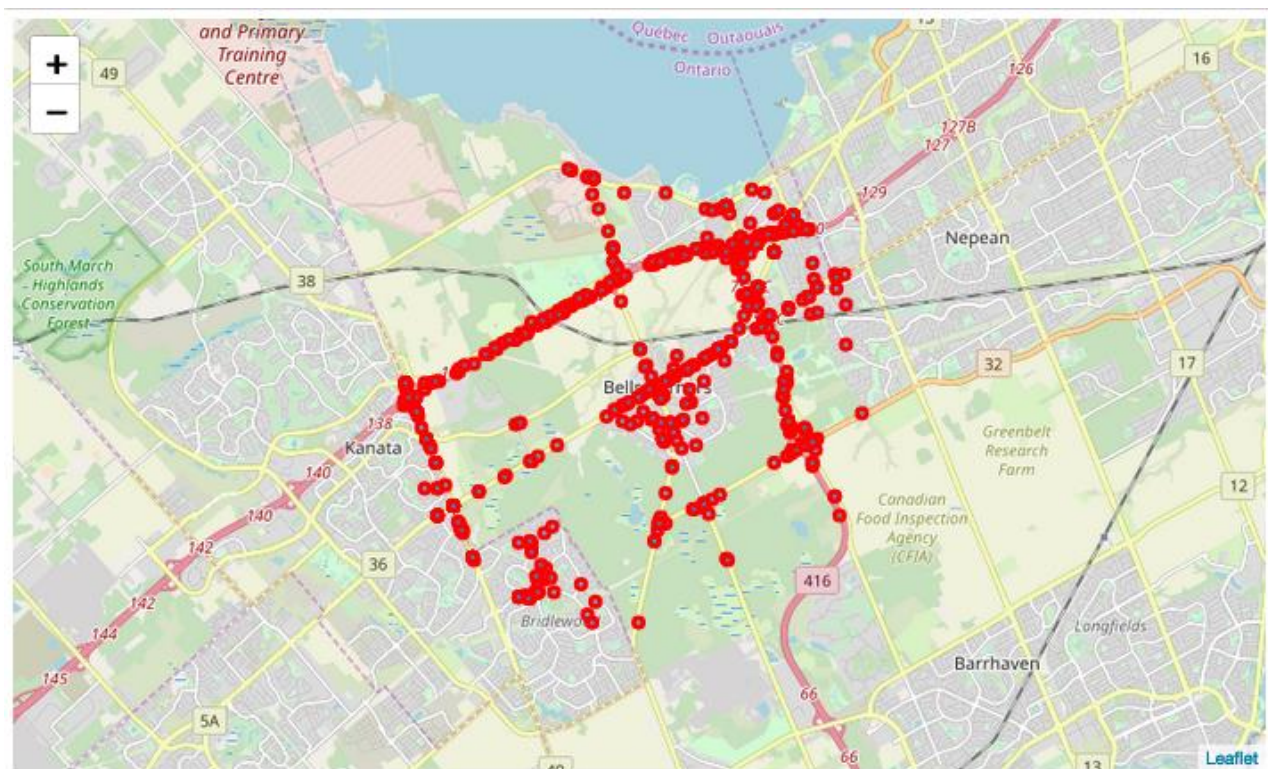 +
−
49
and Primary
Training
Centre
Québec Outaouais
Ontario
126
16
127B
127
129
Nepean
38
South March
Highlands
Conservation
Forest
32
17
138
Kanata
140
140
Greenbelt
Research
Farm
12
Canadian
Food Inspection
Agency
(CFIA)
142
36
416
142
Longfields
144
Barrhaven
145
66
5A
66
Leaflet